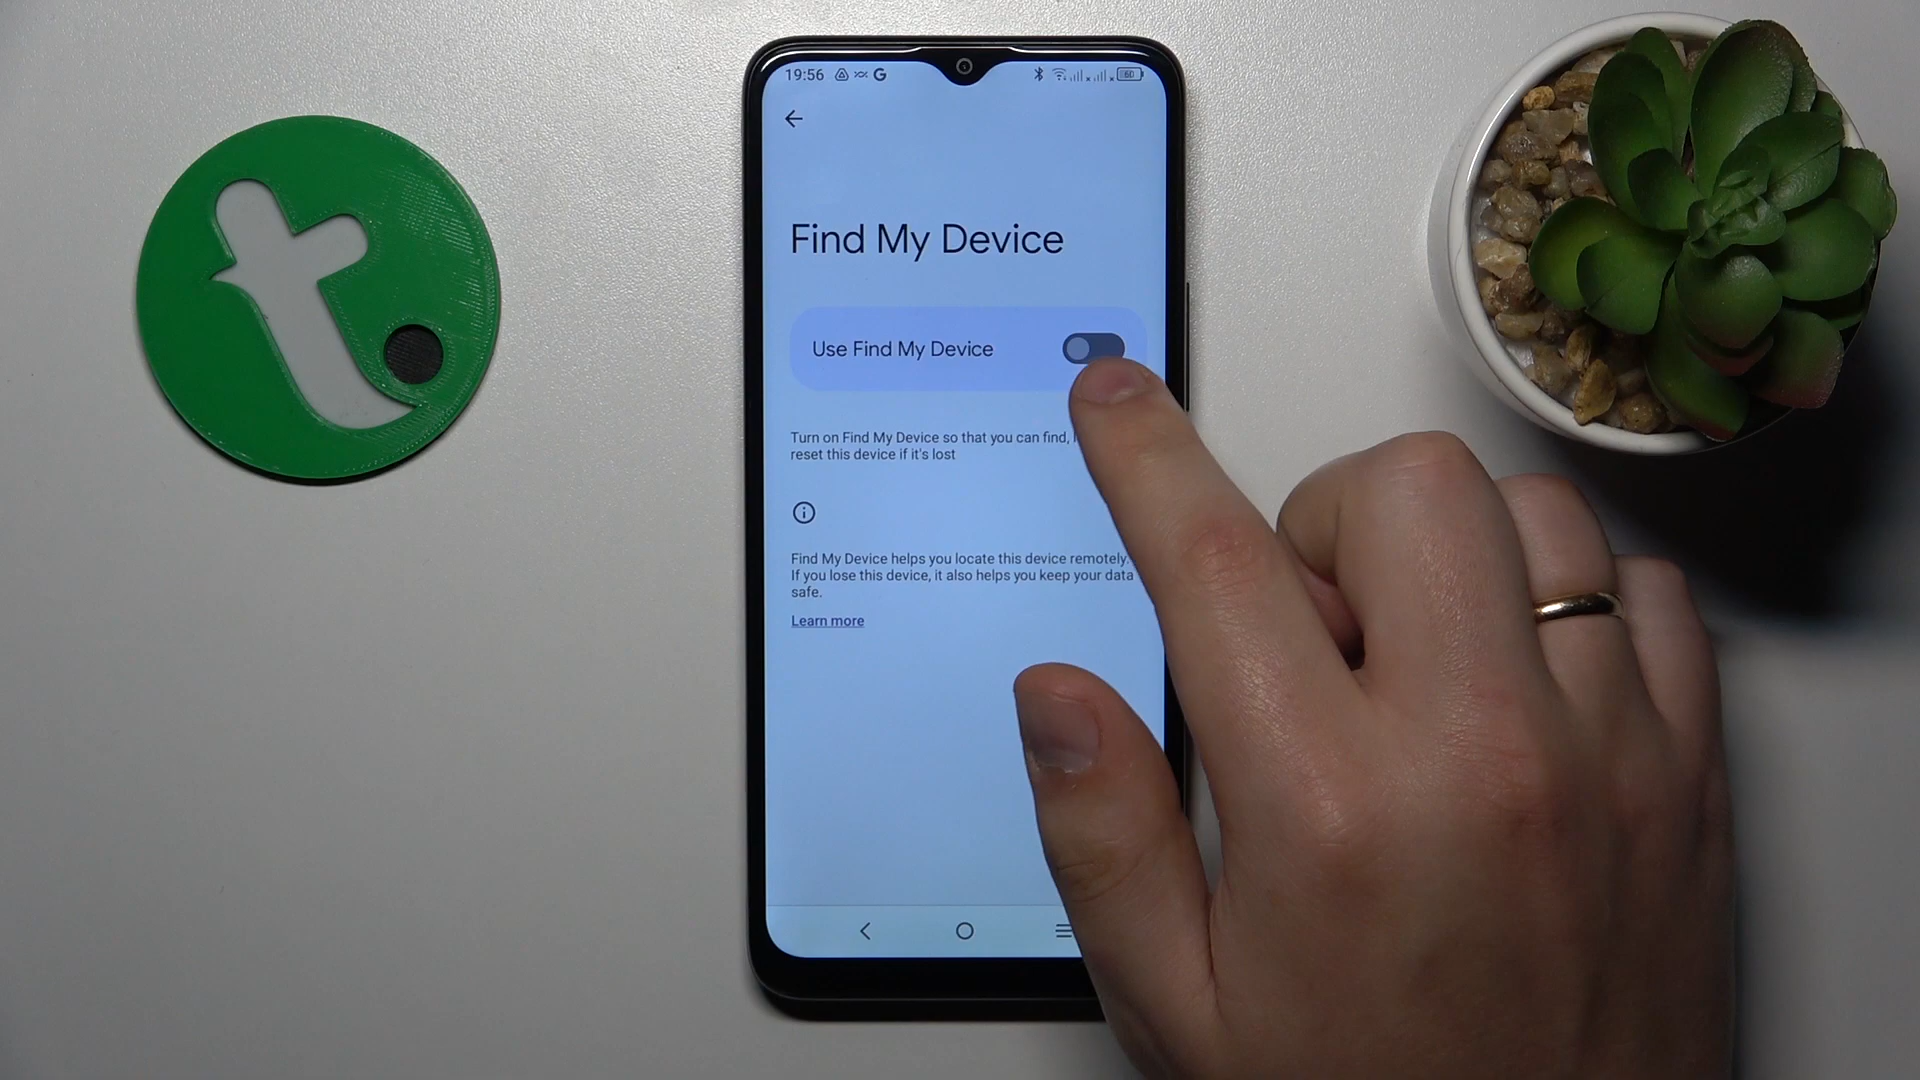 19:56
60
Find My Device
Use Find My Device
Turn on Find My Device so that you can find,
reset this device if it's lost
Find My Device helps you locate this device remotely.
If you lose this device, it also helps you keep your data
safe.
Learn more
t.